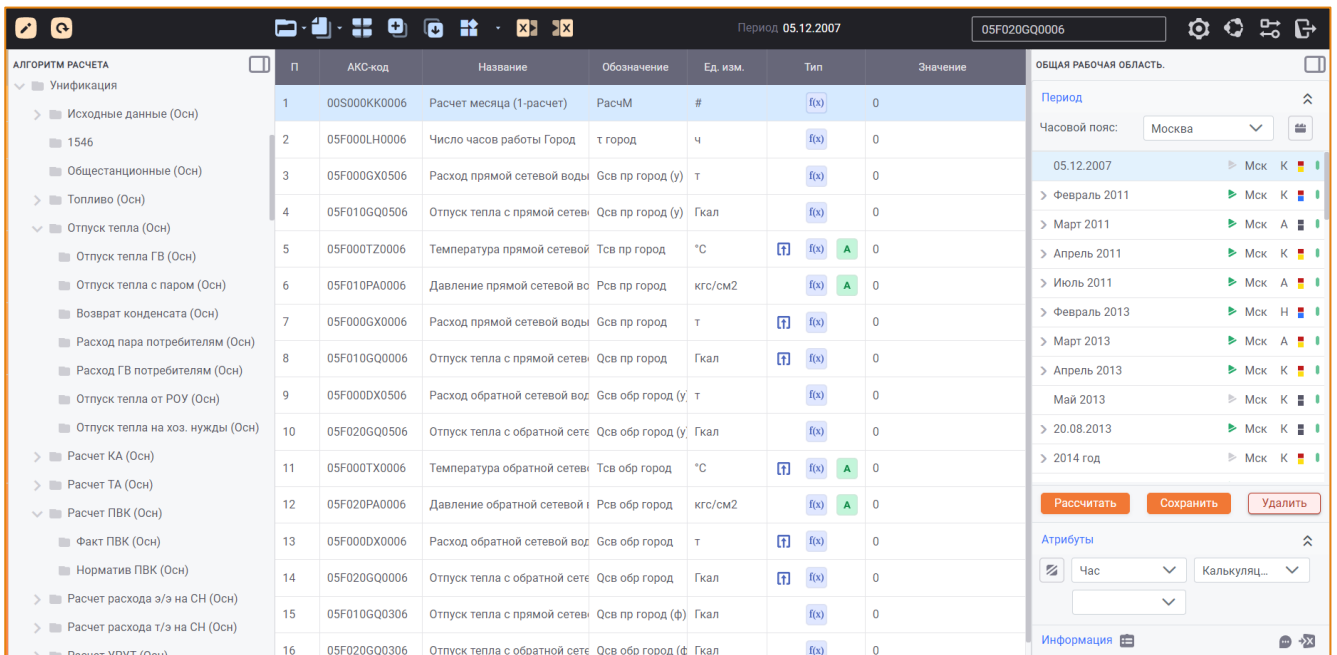 Период 05.12.2007
05F020GQ0006
АЛГОРИТМ РАСЧЕТА
Унификация
Исходные данные (Осн)
1546
Общестанционные (Осн)
Топливо (Осн)
Отпуск тепла (Осн)
Отпуск тепла ГВ (Осн)
Отпуск тепла с паром (Осн)
Возврат конденсата (Осн)
Расход пара потребителям (Осн)
Расход ГВ потребителям (Осн)
Отпуск тепла от РОУ (Осн)
Отпуск тепла на хоз. нужды (Осн)
Расчет КА (Осн)
Расчет ТА (Осн)
Расчет ПВК (Осн)
Факт ПВК (Осн)
Норматив ПВК (Осн)
Расчет расхода э/э на СН (Осн)
Расчет расхода т/э на СН (Осн)
Расчет УРУТ (Осн)
П АКС-код Название Обозначение Ед. изм. Тип Значение
1 00S000KK0006 Расчет месяца (1-расчет) РасчМ # f(x) 0
2 05F000LH0006 Число часов работы Город τ город ч f(x) 0
3 05F000GX0506 Расход прямой сетевой воды Gсв пр город (у) т f(x) 0
4 05F010GQ0506 Отпуск тепла с прямой сетев Qсв пр город (у) Гкал f(x) 0
5 05F000TZ0006 Температура прямой сетевой Тсв пр город °С f(x) A 0
6 05F010PA0006 Давление прямой сетевой вс Рсв пр город кгс/см2 f(x) A 0
7 05F000GX0006 Расход прямой сетевой воды Gсв пр город т f(x) 0
8 05F010GQ0006 Отпуск тепла с прямой сетев Qсв пр город Гкал f(x) 0
9 05F000DX0506 Расход обратной сетевой вод Gсв обр город (у) т f(x) 0
10 05F020GQ0506 Отпуск тепла с обратной сете Qсв обр город (у) Гкал f(x) 0
11 05F000TX0006 Температура обратной сетев Тсв обр город °С f(x) A 0
12 05F020PA0006 Давление обратной сетевой Рсв обр город кгс/см2 f(x) A 0
13 05F000DX0006 Расход обратной сетевой вод Gсв обр город т f(x) 0
14 05F020GQ0006 Отпуск тепла с обратной сете Qсв обр город Гкал f(x) 0
15 05F010GQ0306 Отпуск тепла с прямой сетев Qсв пр город (ф) Гкал f(x) 0
16 05F020GQ0306 Отпуск тепла с обратной сете Qсв обр город (ф Гкал f(x) 0
ОБЩАЯ РАБОЧАЯ ОБЛАСТЬ.
Период
Часовой пояс: Москва
05.12.2007 Мск К
Февраль 2011 Мск К
Март 2011 Мск А
Апрель 2011 Мск К
Июль 2011 Мск А
Февраль 2013 Мск Н
Март 2013 Мск А
Апрель 2013 Мск К
Май 2013 Мск К
20.08.2013 Мск К
2014 год Мск К
Рассчитать Сохранить Удалить
Атрибуты
Час Калькуляц...
Информация